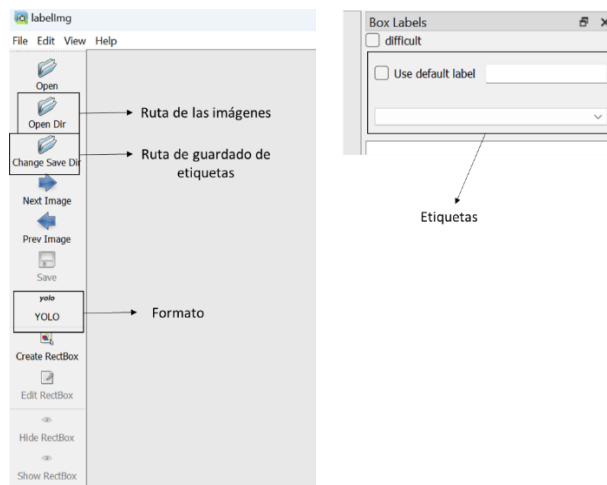 labelImg
File Edit View Help
Open
Open Dir
Change Save Dir
Next Image
Prev Image
Save
yolo
YOLO
Create RectBox
Edit RectBox
Hide RectBox
Show RectBox
Ruta de las imágenes
Ruta de guardado de
etiquetas
Formato
Box Labels
difficult
Use default label
Etiquetas